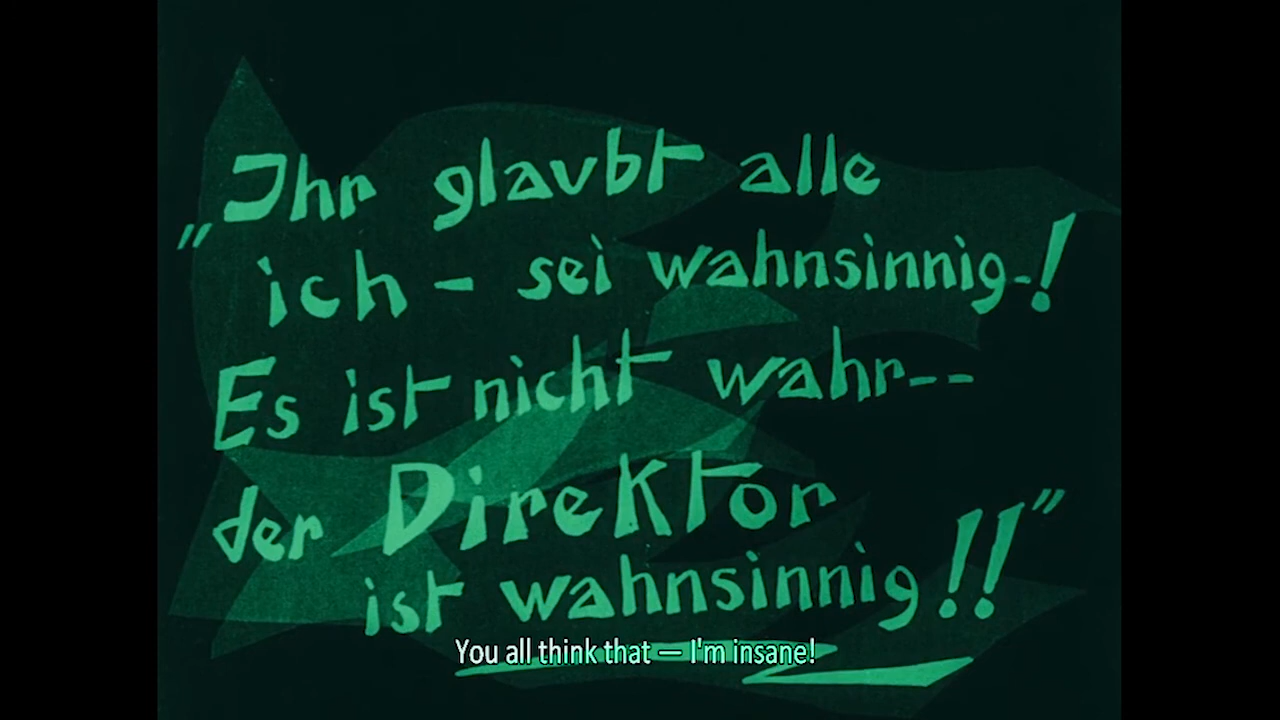 „Ihr glaubt alle
ich – sei wahnsinnig-!
Es ist nicht wahr--
der Direktor
ist wahnsinnig!!”
You all think that — I'm insane!